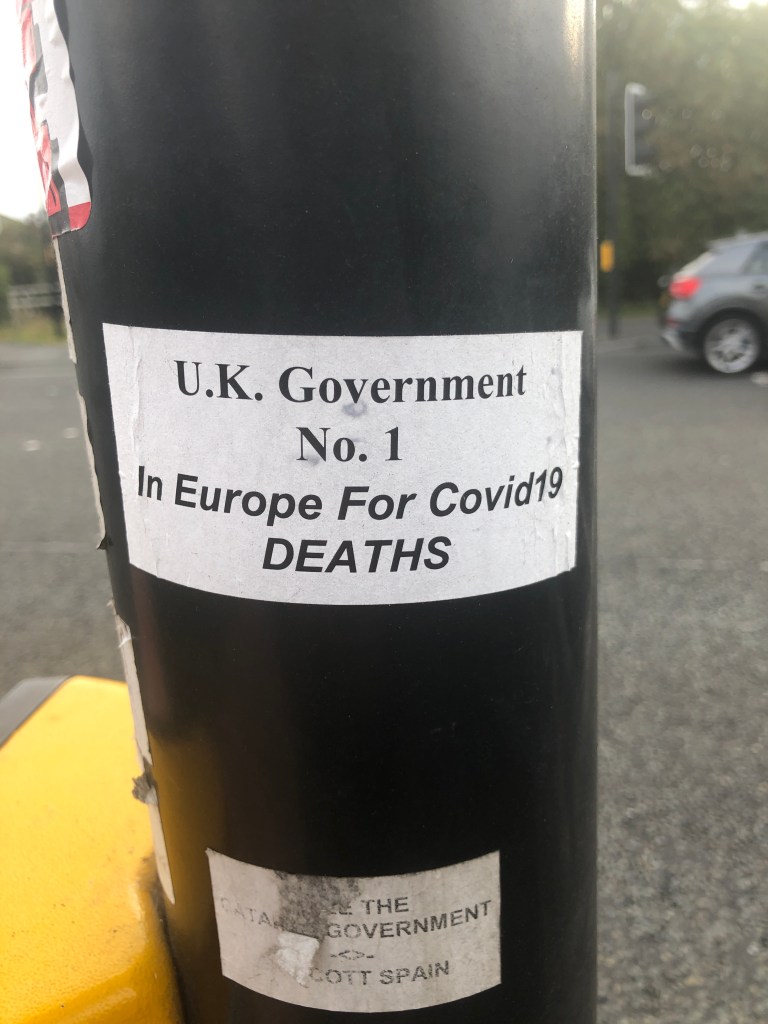 U.K. Government
No. 1
In Europe For Covid19
DEATHS
THE
GOVERNMENT
-<>-
SPAIN